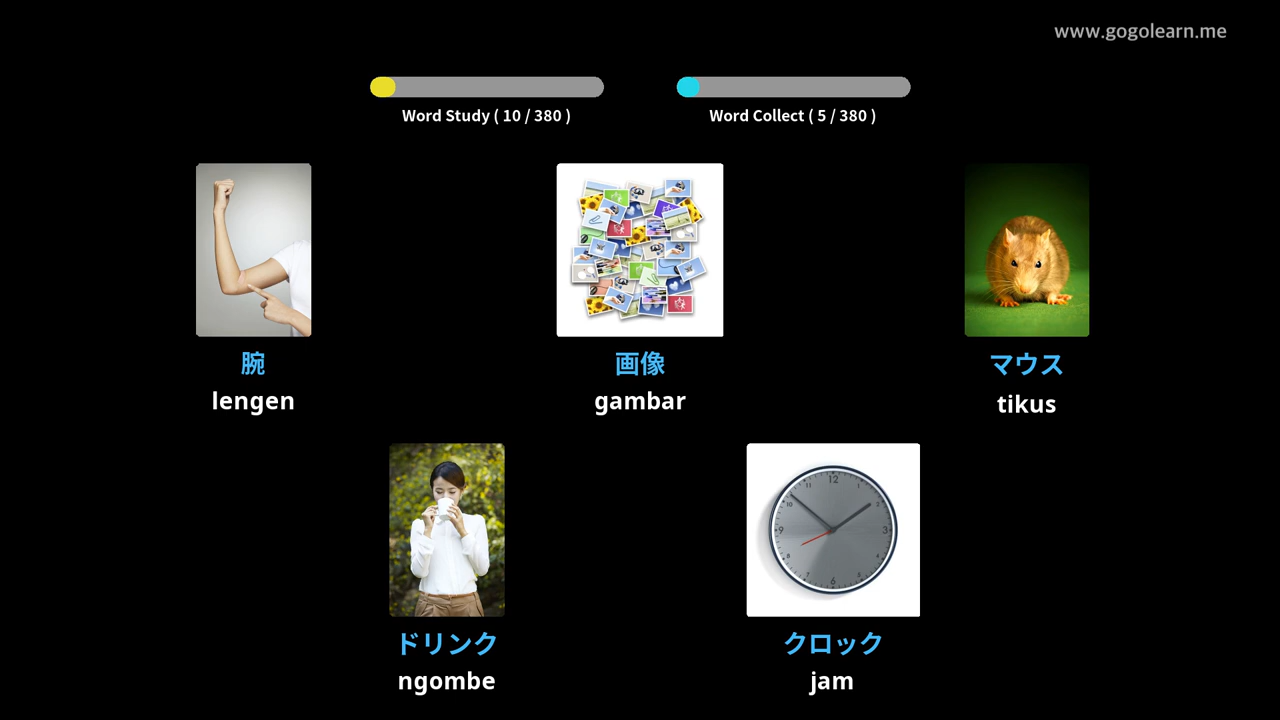 www.gogolearn.me
Word Study ( 10 / 380 )
Word Collect ( 5 / 380 )
腕
lengen
画像
gambar
マウス
tikus
ドリンク
ngombe
クロック
jam